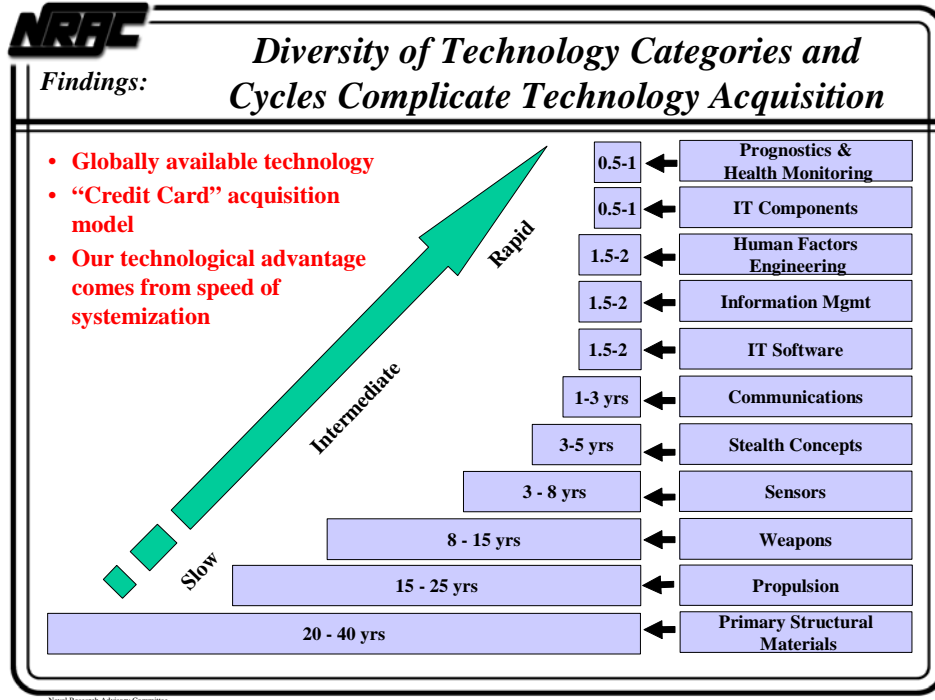 NRAC
Findings:
Diversity of Technology Categories and
Cycles Complicate Technology Acquisition
• Globally available technology
• “Credit Card” acquisition
model
• Our technological advantage
comes from speed of
systemization
Rapid
Intermediate
Slow
0.5-1
Prognostics &
Health Monitoring
0.5-1
IT Components
1.5-2
Human Factors
Engineering
1.5-2
Information Mgmt
1.5-2
IT Software
1-3 yrs
Communications
3-5 yrs
Stealth Concepts
3 - 8 yrs
Sensors
8 - 15 yrs
Weapons
15 - 25 yrs
Propulsion
20 - 40 yrs
Primary Structural
Materials
Naval Research Advisory Committee